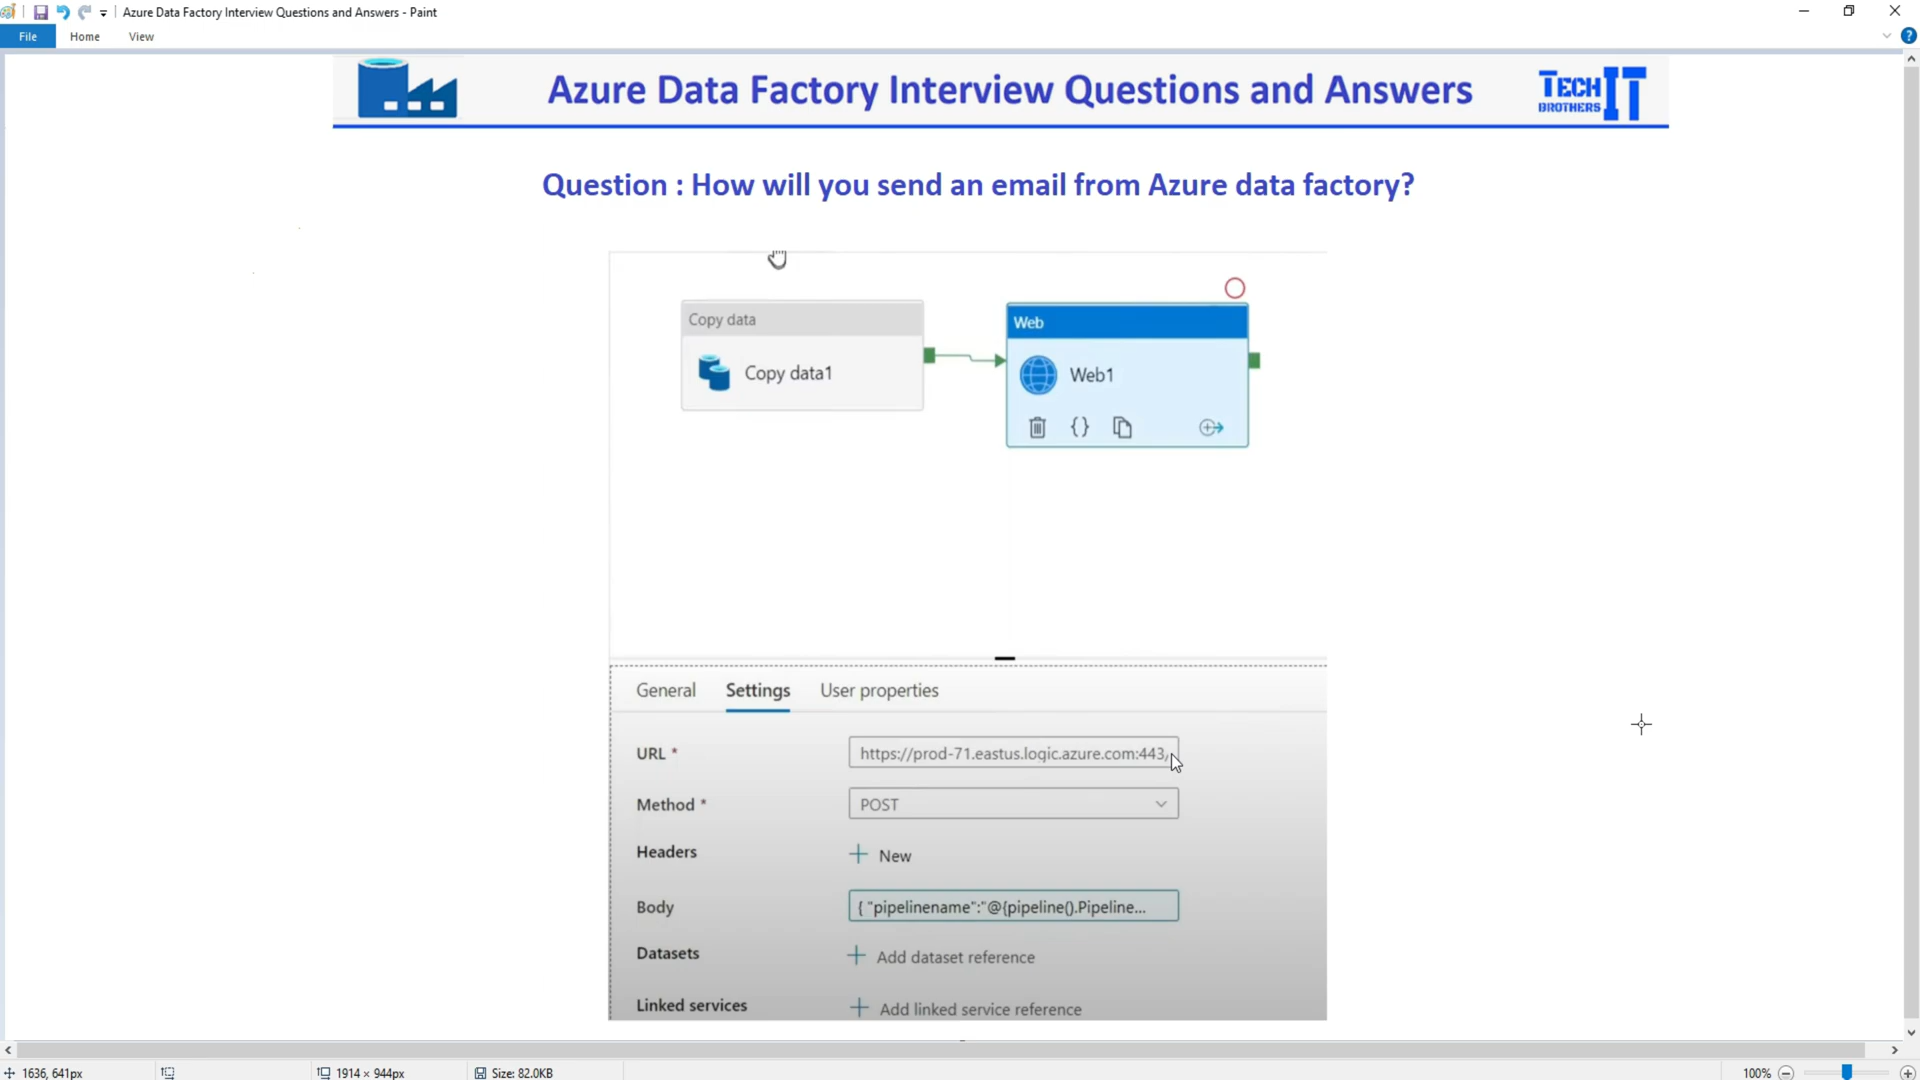 Azure Data Factory Interview Questions and Answers - Paint
File Home View
Azure Data Factory Interview Questions and Answers
TECH BROTHERS IT
Question : How will you send an email from Azure data factory?
Copy data
Copy data1
Web
Web1
{}
General Settings User properties
URL * https://prod-71.eastus.logic.azure.com:443/
Method * POST
Headers + New
Body { "pipelinename":"@{pipeline().Pipeline...
Datasets + Add dataset reference
Linked services + Add linked service reference
1636, 641px 1914 × 944px Size: 82.0KB 100%